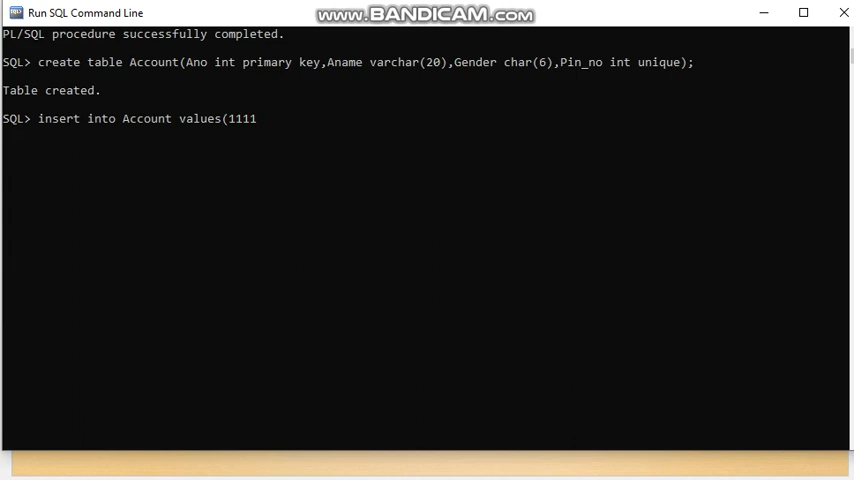 Run SQL Command Line
www.BANDICAM.com
PL/SQL procedure successfully completed.
SQL> create table Account(Ano int primary key,Aname varchar(20),Gender char(6),Pin_no int unique);
Table created.
SQL> insert into Account values(1111